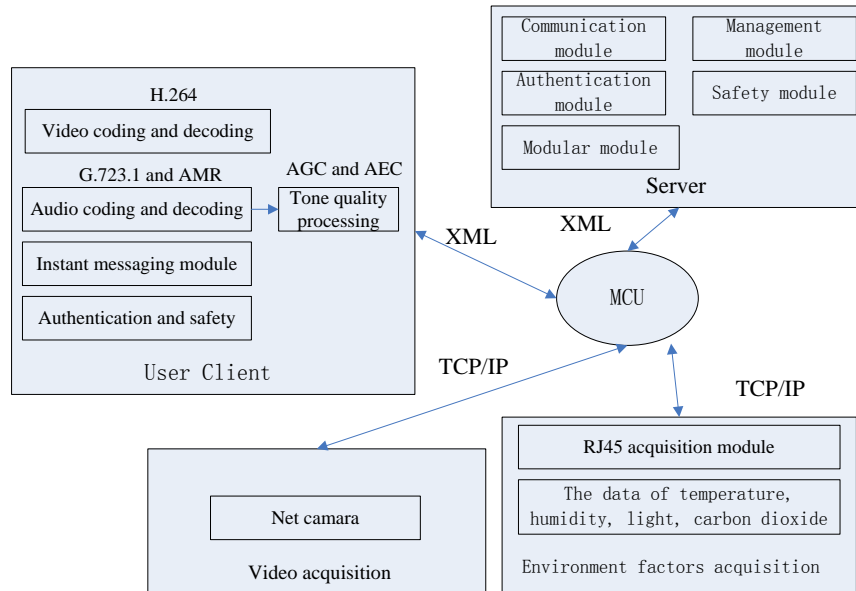 Communication
module
Management
module
Authentication
module
Safety module
Modular module
Server
H.264
Video coding and decoding
G.723.1 and AMR
AGC and AEC
Audio coding and decoding
Tone quality
processing
Instant messaging module
Authentication and safety
User Client
XML
XML
MCU
TCP/IP
TCP/IP
Net camara
Video acquisition
RJ45 acquisition module
The data of temperature,
humidity, light, carbon dioxide
Environment factors acquisition